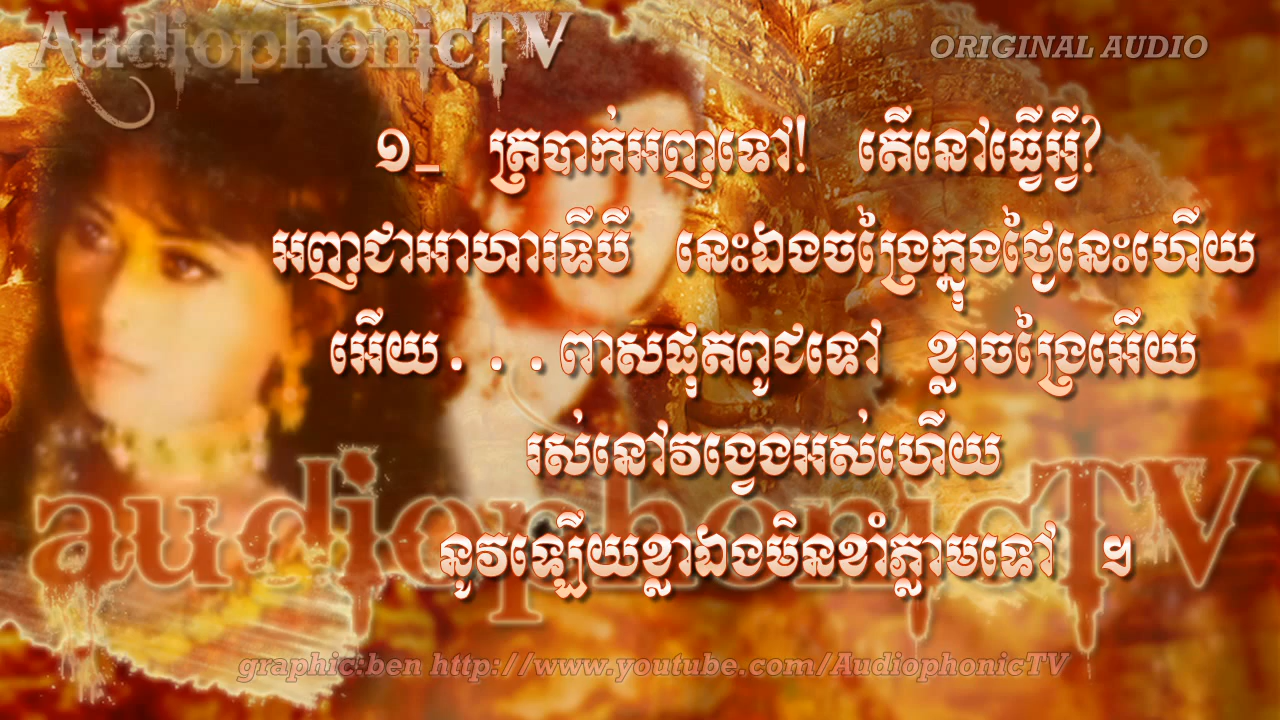 AudiophonicTV
ORIGINAL AUDIO
១_ ត្របាក់អញទៅ! តើនៅធ្វើអ្វី?
អញជាអាហារទីបី នេះឯងចង្រៃក្នុងថ្ងៃនេះហើយ
អើយ...ពាសផុតពូជទៅ ខ្លាចង្រៃអើយ
រស់នៅវង្វេងអស់ហើយ
នូវឡើយខ្លាឯងមិនខាំភ្លាមទៅ ។
audiophonicTV
graphic:ben http://www.youtube.com/AudiophonicTV